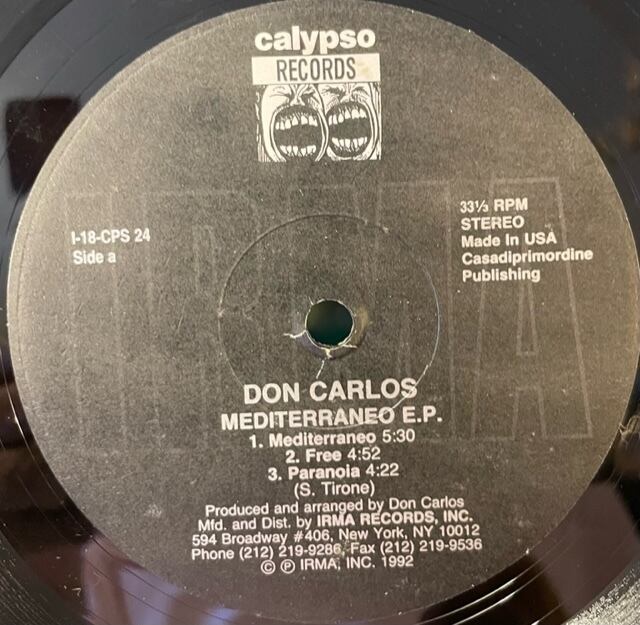 calypso
RECORDS
I-18-CPS 24
Side a
33⅓ RPM
STEREO
Made In USA
Casadiprimordine
Publishing
IRMA
DON CARLOS
MEDITERRANEO E.P.
1. Mediterraneo 5:30
2. Free 4:52
3. Paranoia 4:22
(S. Tirone)
Produced and arranged by Don Carlos
Mfd. and Dist. by IRMA RECORDS, INC.
594 Broadway #406, New York, NY 10012
Phone (212) 219-9286, Fax (212) 219-9536
© ℗ IRMA, INC. 1992